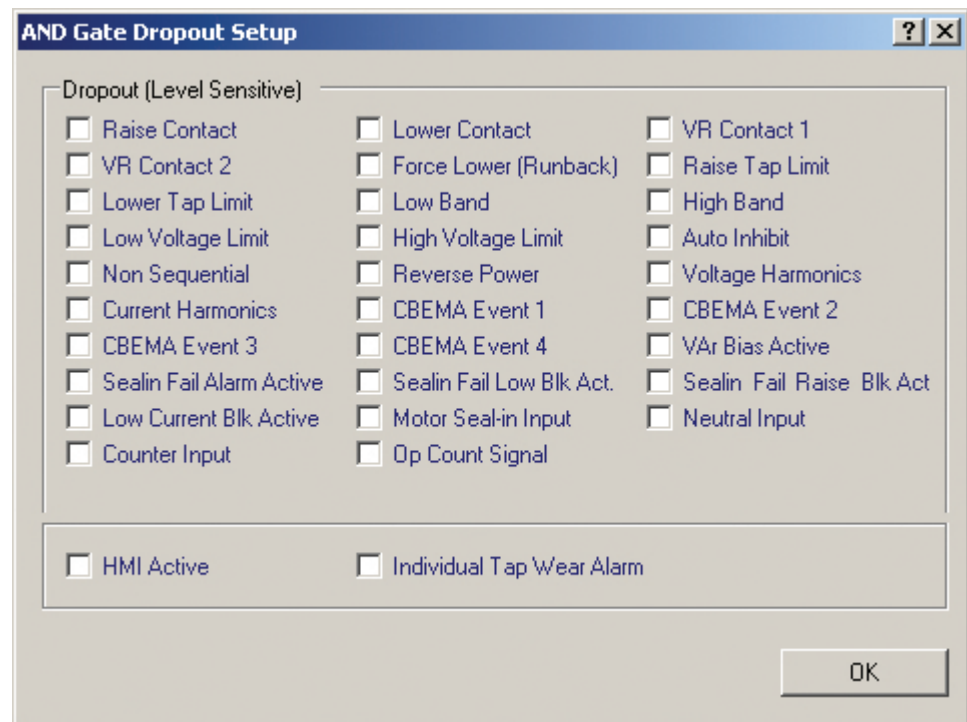 AND Gate Dropout Setup
?
Dropout (Level Sensitive)
Raise Contact Lower Contact VR Contact 1
VR Contact 2 Force Lower (Runback) Raise Tap Limit
Lower Tap Limit Low Band High Band
Low Voltage Limit High Voltage Limit Auto Inhibit
Non Sequential Reverse Power Voltage Harmonics
Current Harmonics CBEMA Event 1 CBEMA Event 2
CBEMA Event 3 CBEMA Event 4 VAr Bias Active
Sealin Fail Alarm Active Sealin Fail Low Blk Act. Sealin Fail Raise Blk Act
Low Current Blk Active Motor Seal-in Input Neutral Input
Counter Input Op Count Signal
HMI Active Individual Tap Wear Alarm
OK